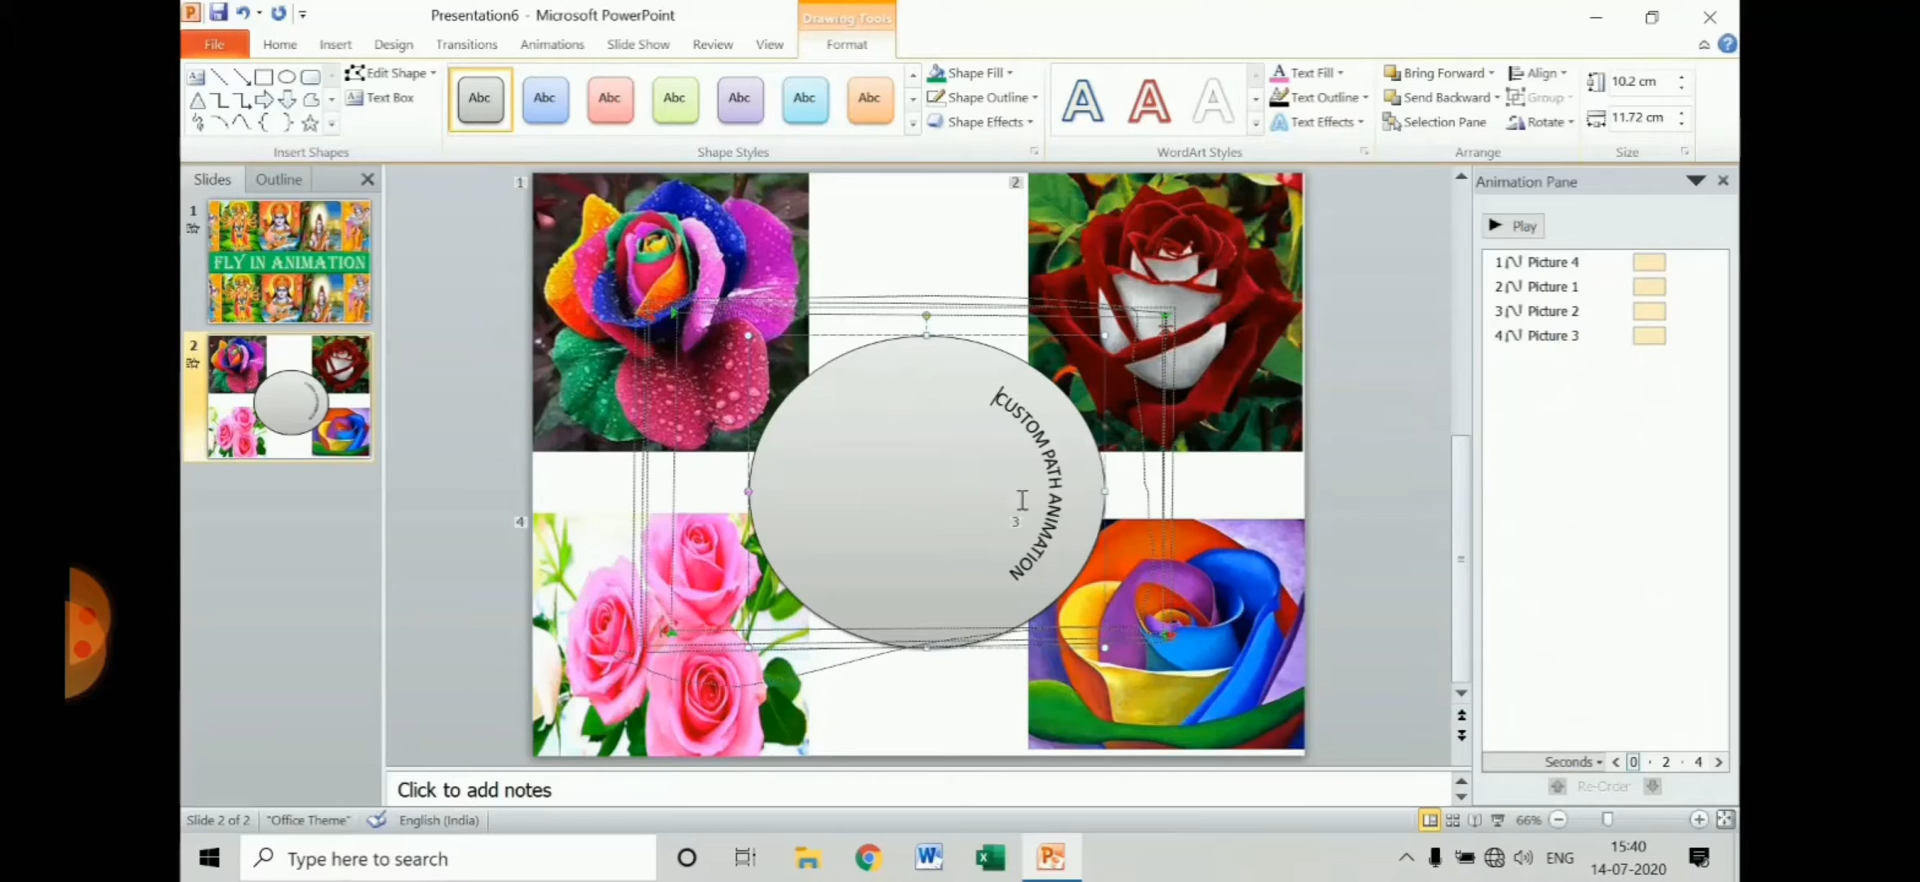 Presentation6 - Microsoft PowerPoint
Drawing Tools
File Home Insert Design Transitions Animations Slide Show Review View Format
Edit Shape
Text Box
Insert Shapes
Abc Abc Abc Abc Abc Abc Abc
Shape Fill
Shape Outline
Shape Effects
Shape Styles
A A A
Text Fill
Text Outline
Text Effects
WordArt Styles
Bring Forward
Send Backward
Selection Pane
Align
Group
Rotate
Arrange
10.2 cm
11.72 cm
Size
Slides Outline
1
FLY IN ANIMATION
2
1
2
3
4
CUSTOM PATH ANIMATION
Animation Pane
Play
1 Picture 4
2 Picture 1
3 Picture 2
4 Picture 3
Seconds 0 2 4
Re-Order
Click to add notes
Slide 2 of 2 "Office Theme" English (India) 66%
Type here to search
ENG
15:40
14-07-2020